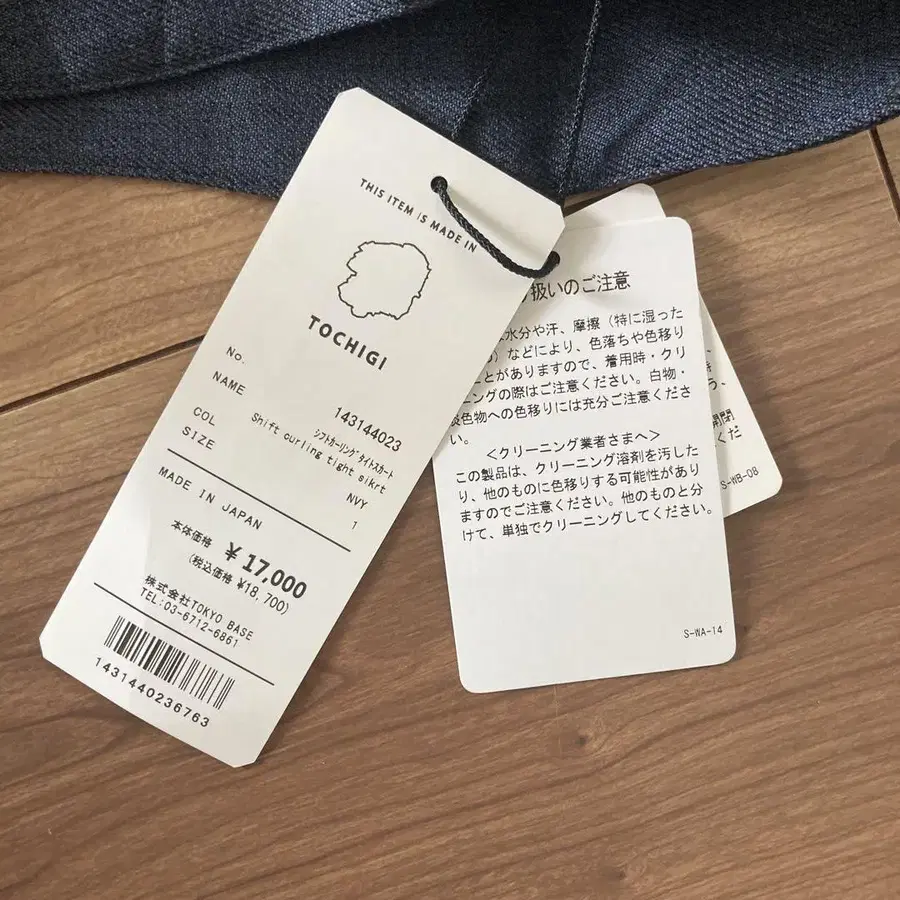 THIS ITEM IS MADE IN
TOCHIGI
No. 143144023
NAME シフトカーリングタイトスカート
Shift curling tight sikrt
COL NVY
SIZE 1
MADE IN JAPAN
本体価格 ¥17,000
(税込価格 ¥18,700)
株式会社TOKYO BASE
TEL:03-6712-6861
1431440236763
扱いのご注意
水分や汗、摩擦（特に湿った
）などにより、色落ちや色移り
ことがありますので、着用時・クリ
ーニングの際はご注意ください。白物・
淡色物への色移りには充分ご注意くださ
い。
＜クリーニング業者さまへ＞
この製品は、クリーニング溶剤を汚した
り、他のものに色移りする可能性があり
ますのでご注意ください。他のものと分
けて、単独でクリーニングしてください。
S-WA-14
う、
開閉
くだ
S-WB-08